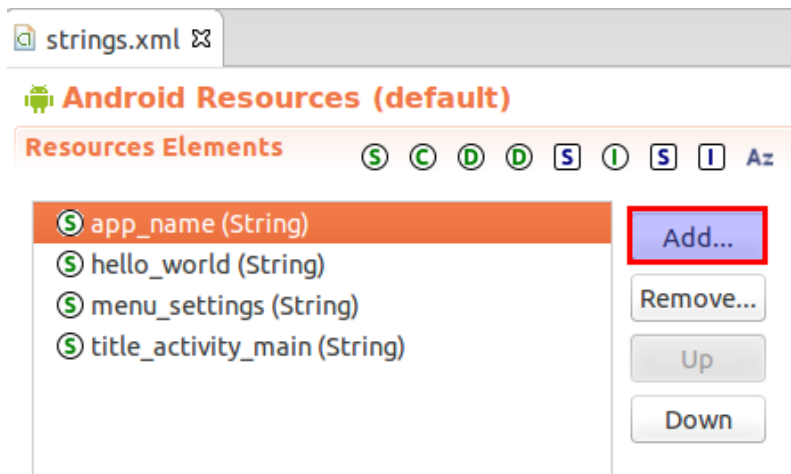 strings.xml
Android Resources (default)
Resources Elements S C D D S I S I Az
S app_name (String)
S hello_world (String)
S menu_settings (String)
S title_activity_main (String)
Add...
Remove...
Up
Down